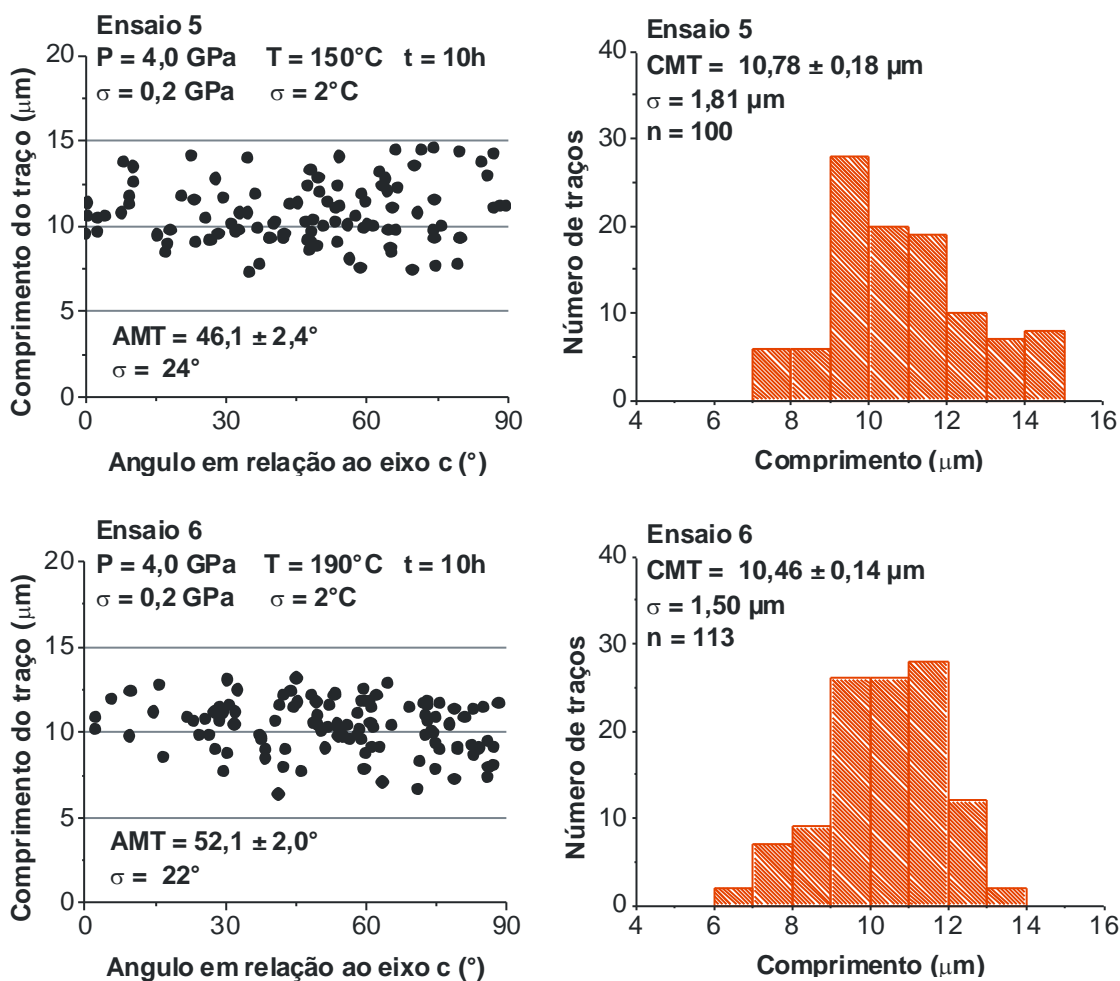 Ensaio 5
P = 4,0 GPa T = 150°C t = 10h
σ = 0,2 GPa σ = 2°C
20
15
10
5
0
Comprimento do traço (μm)
AMT = 46,1 ± 2,4°
σ = 24°
0 30 60 90
Angulo em relação ao eixo c (°)
Ensaio 5
CMT = 10,78 ± 0,18 μm
σ = 1,81 μm
n = 100
40
30
20
10
0
Número de traços
4 6 8 10 12 14 16
Comprimento (μm)
Ensaio 6
P = 4,0 GPa T = 190°C t = 10h
σ = 0,2 GPa σ = 2°C
20
15
10
5
0
Comprimento do traço (μm)
AMT = 52,1 ± 2,0°
σ = 22°
0 30 60 90
Angulo em relação ao eixo c (°)
Ensaio 6
CMT = 10,46 ± 0,14 μm
σ = 1,50 μm
n = 113
40
30
20
10
0
Número de traços
4 6 8 10 12 14 16
Comprimento (μm)